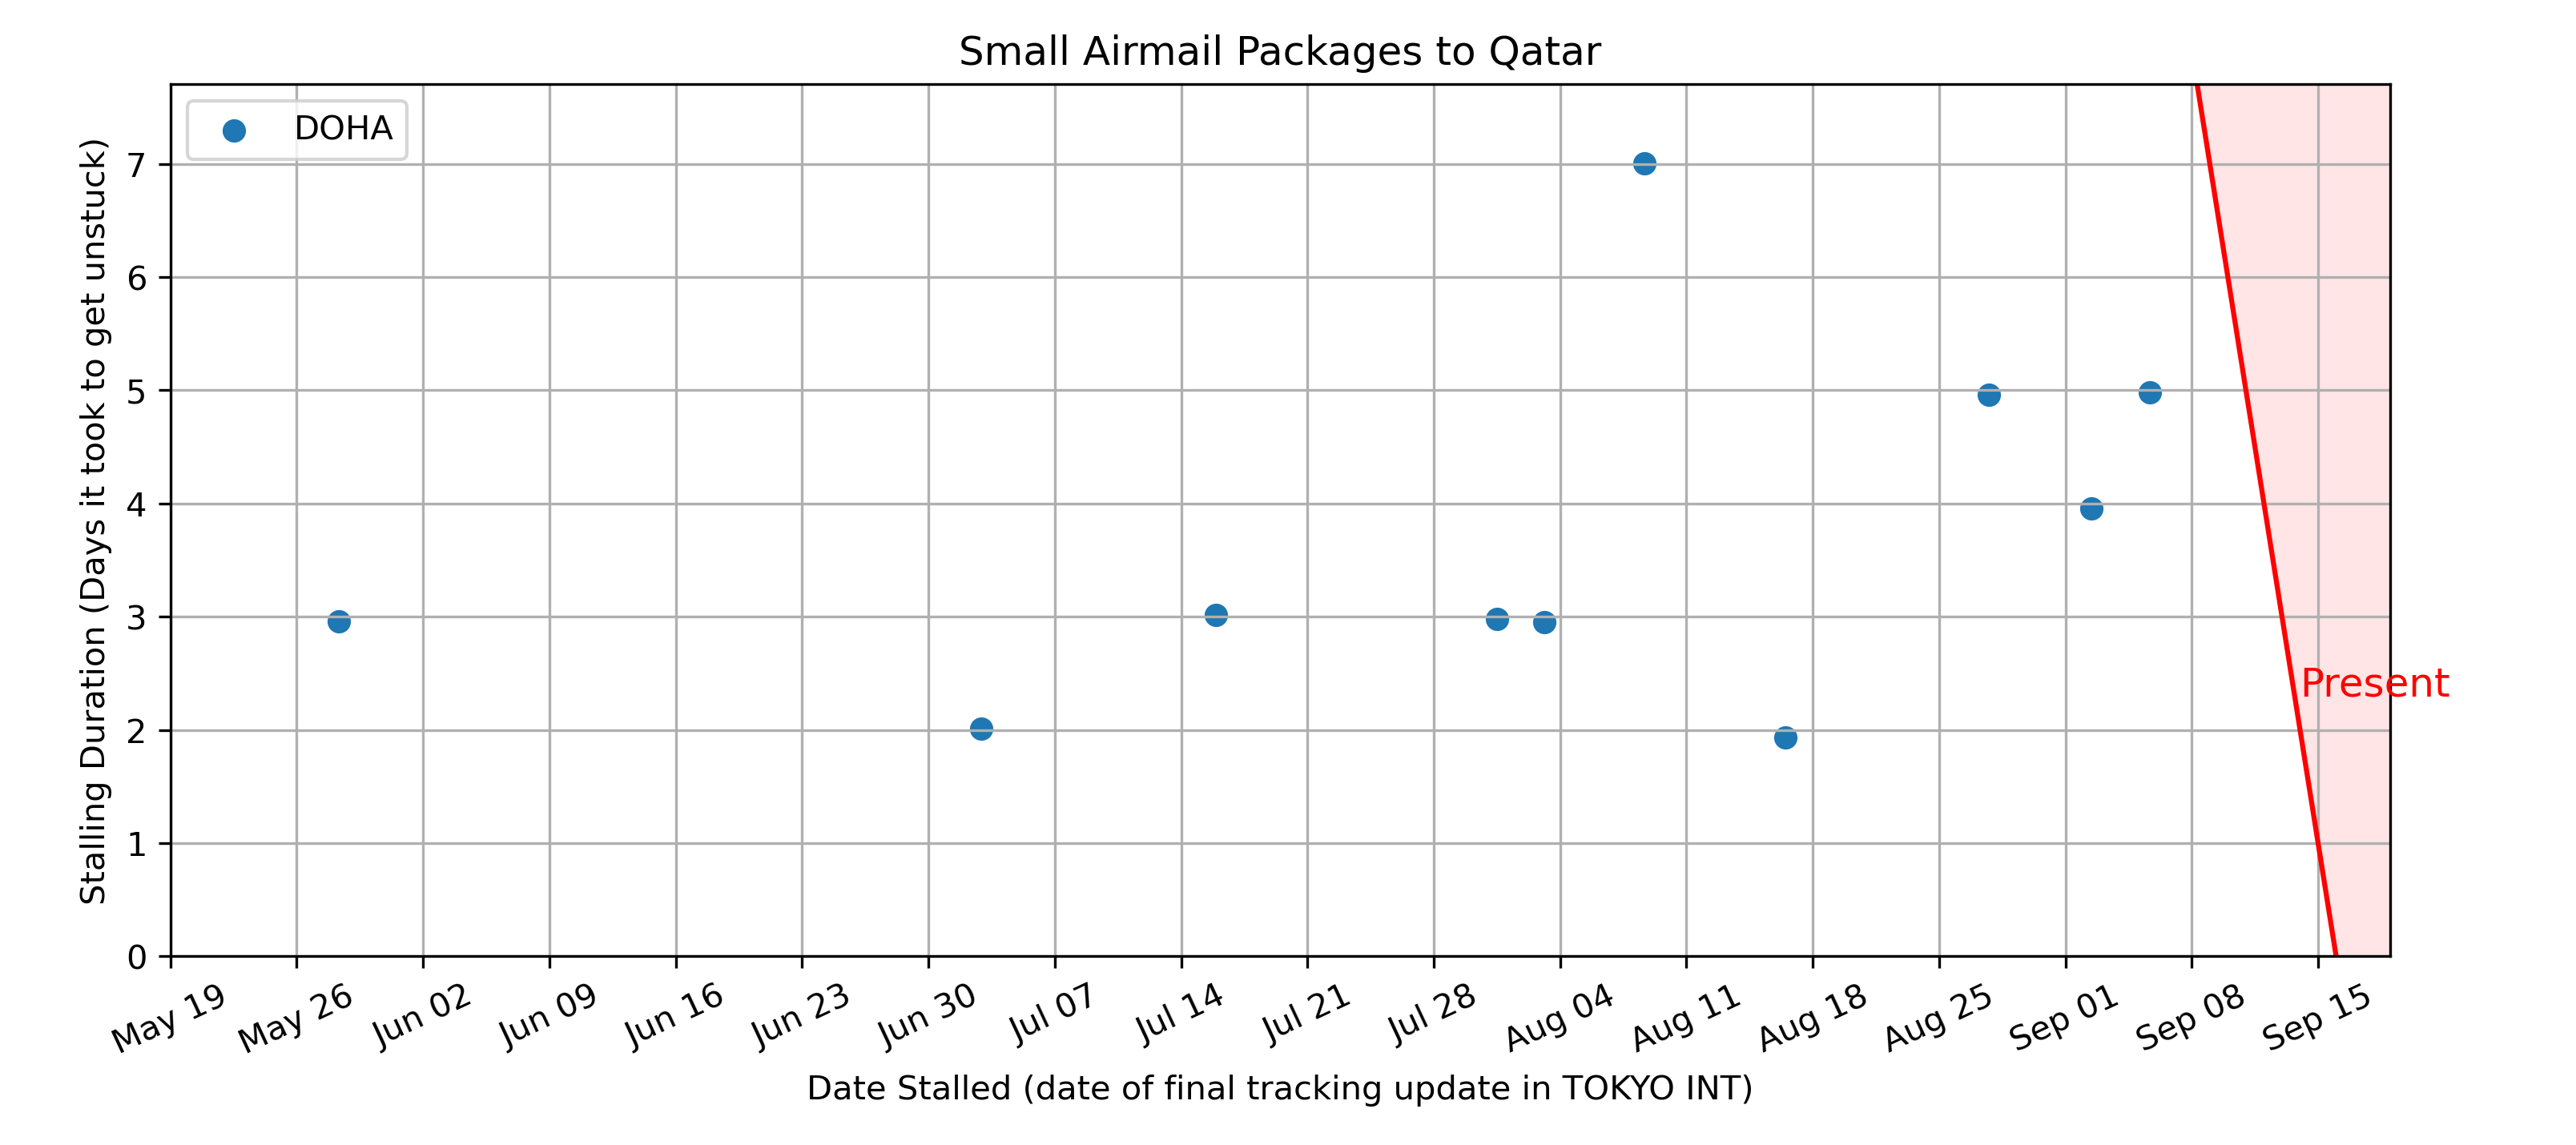 Small Airmail Packages to Qatar
DOHA
Stalling Duration (Days it took to get unstuck)
7
6
5
4
3
2
1
0
Present
May 19
May 26
Jun 02
Jun 09
Jun 16
Jun 23
Jun 30
Jul 07
Jul 14
Jul 21
Jul 28
Aug 04
Aug 11
Aug 18
Aug 25
Sep 01
Sep 08
Sep 15
Date Stalled (date of final tracking update in TOKYO INT)